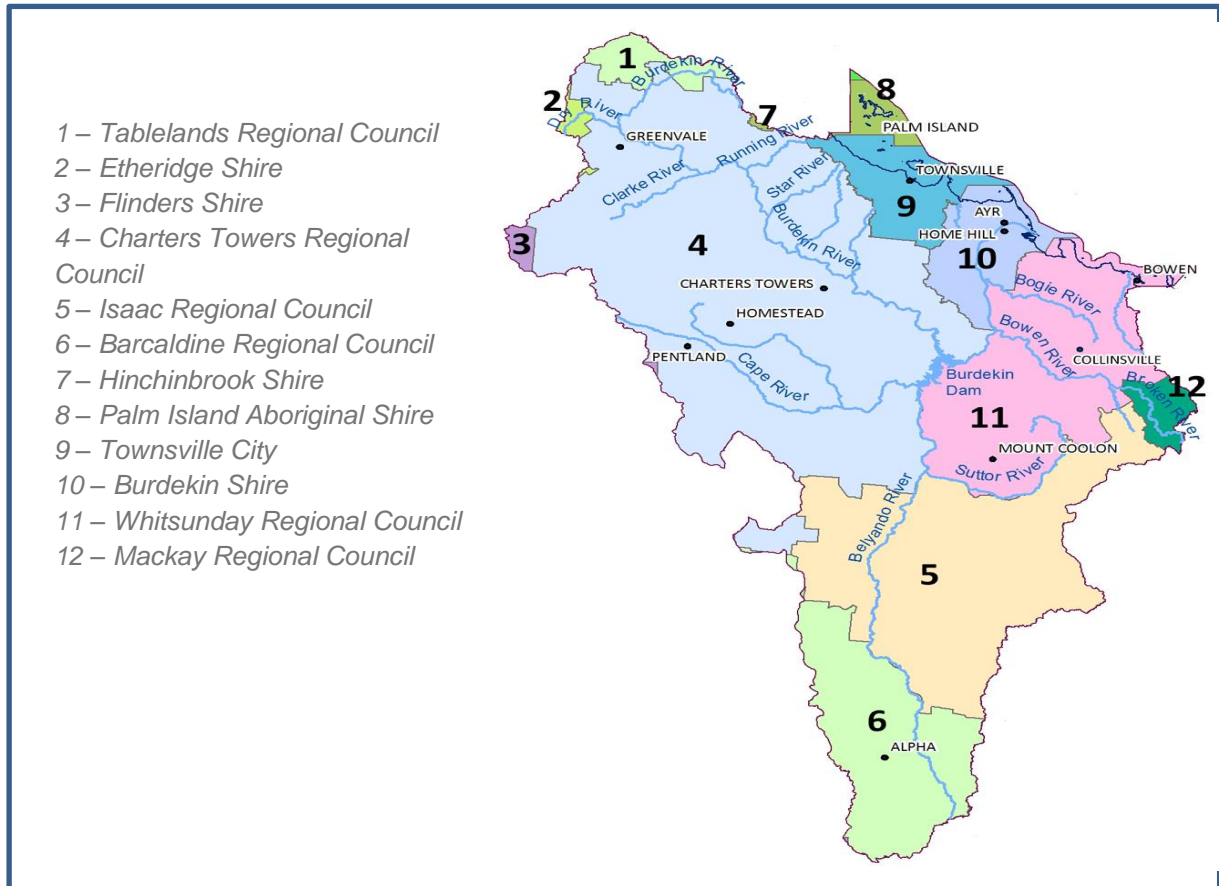 1 – Tablelands Regional Council
2 – Etheridge Shire
3 – Flinders Shire
4 – Charters Towers Regional
Council
5 – Isaac Regional Council
6 – Barcaldine Regional Council
7 – Hinchinbrook Shire
8 – Palm Island Aboriginal Shire
9 – Townsville City
10 – Burdekin Shire
11 – Whitsunday Regional Council
12 – Mackay Regional Council
1
Burdekin River
2
Dry River
GREENVALE
7
8
PALM ISLAND
Running River
Clarke River
Star River
TOWNSVILLE
9
3
4
Burdekin River
AYR
HOME HILL
10
BOWEN
CHARTERS TOWERS
Bogie River
HOMESTEAD
Bowen River
PENTLAND
COLLINSVILLE
Cape River
Burdekin
Dam
Broken River
12
11
MOUNT COOLON
Suttor River
Belyando River
5
6
ALPHA